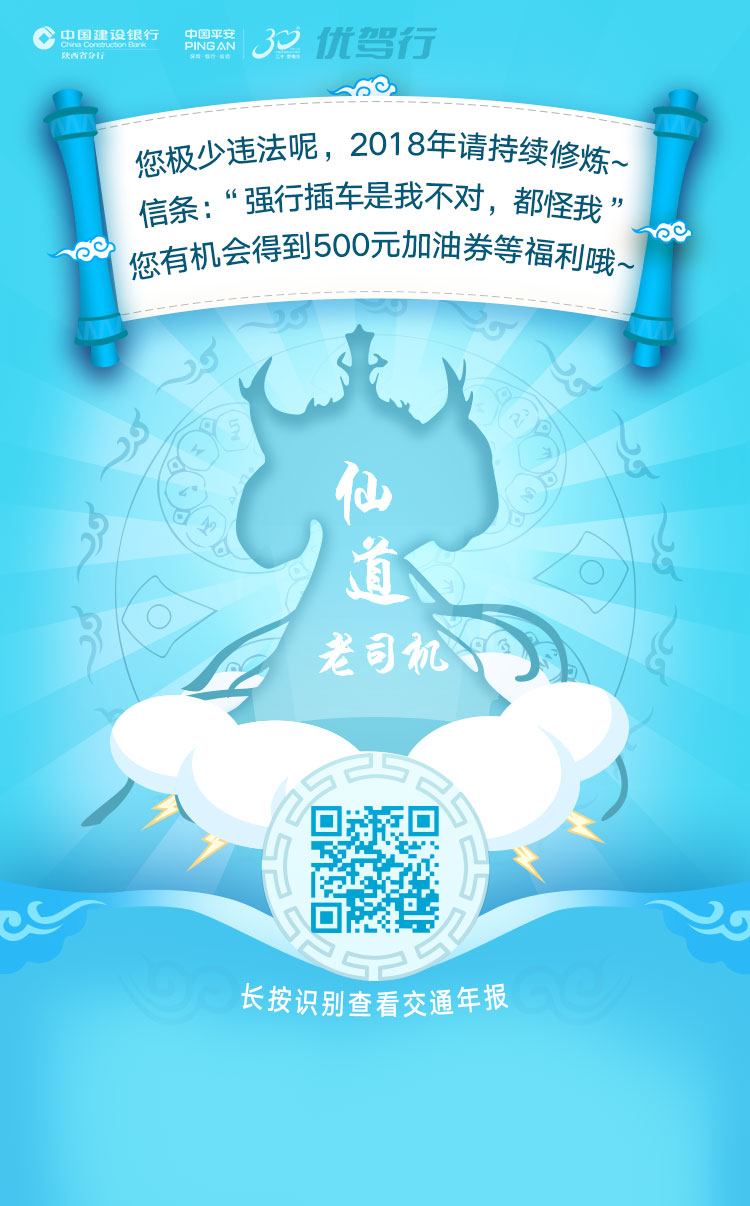 中国建设银行
China Construction Bank
陕西省分行
中国平安
PING AN
保险·银行·投资
优驾行
您极少违法呢，2018年请持续修炼~
信条：“强行插车是我不对，都怪我”
您有机会得到500元加油券等福利哦~
仙
道
老司机
长按识别查看交通年报